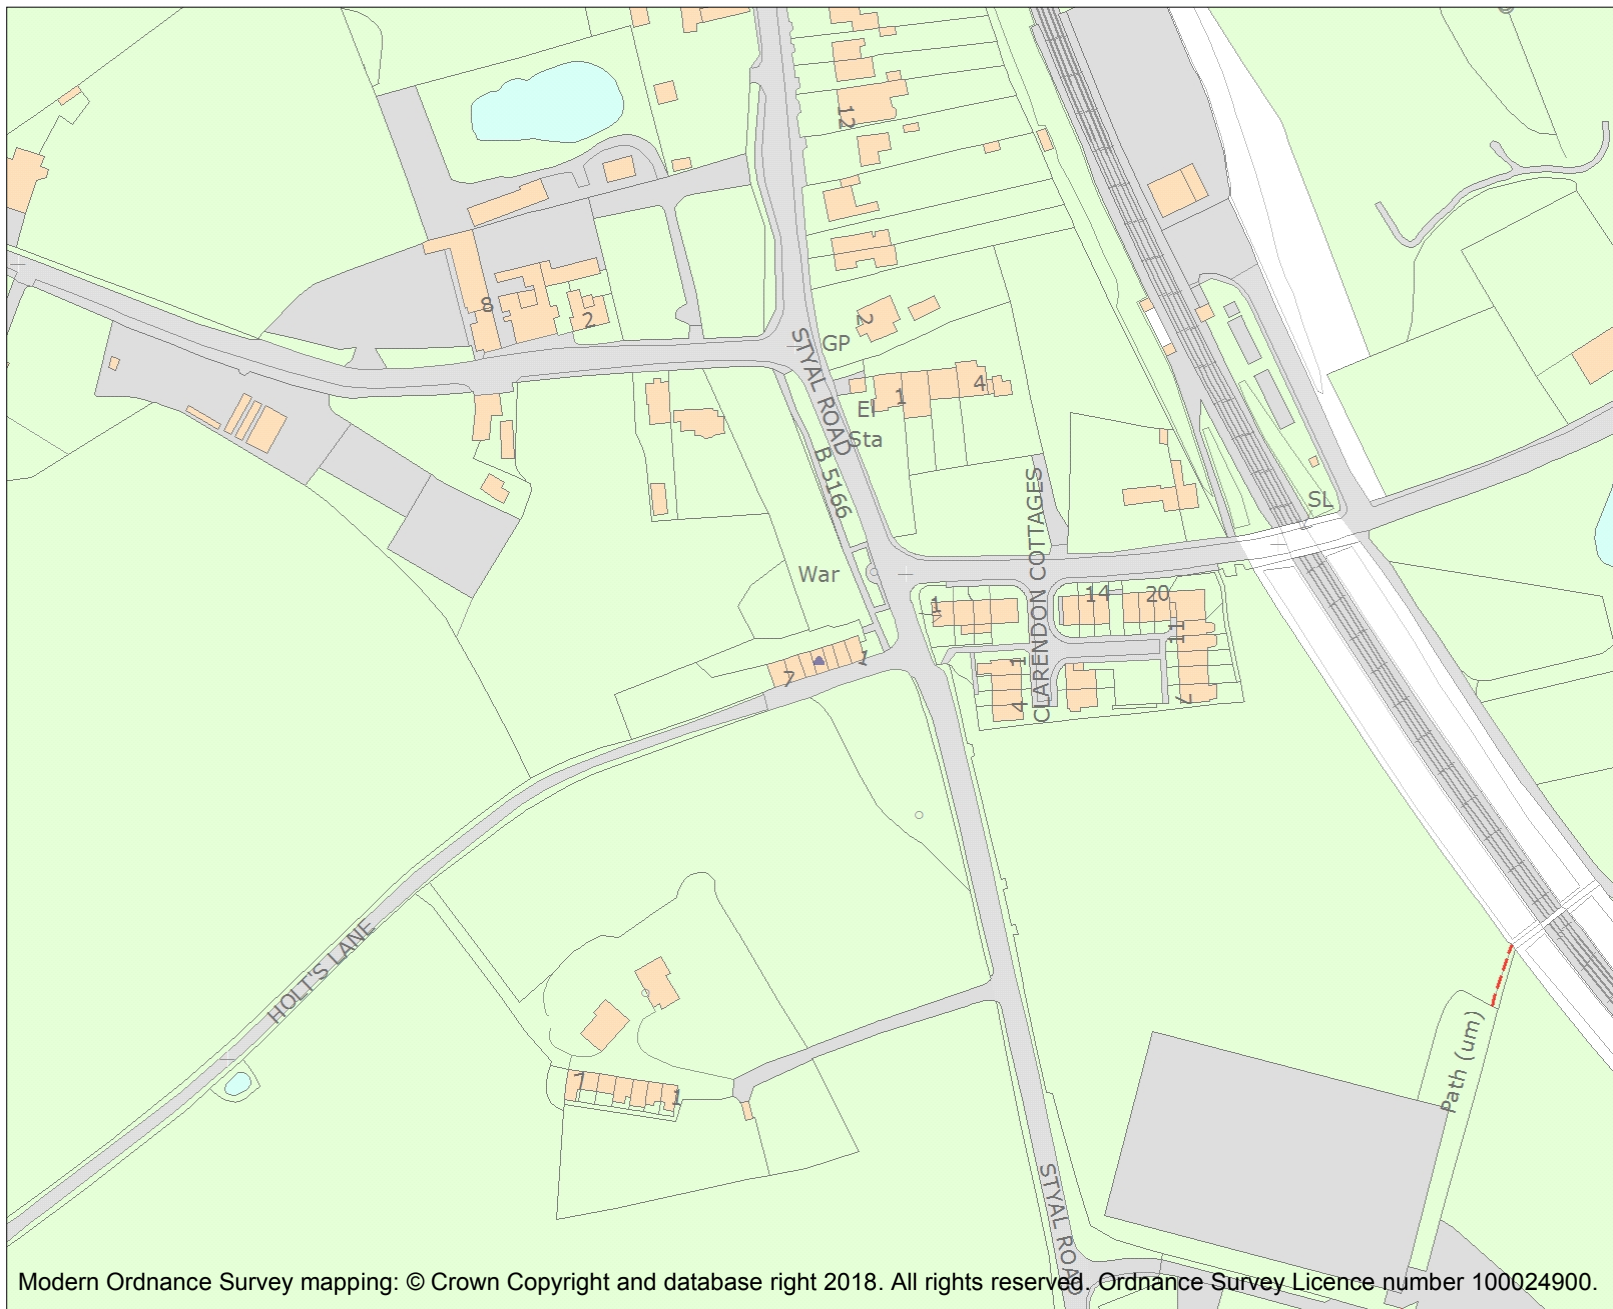 12
8
2
2
GP
STYAL ROAD
1
4
El
Sta
B 5166
SL
CLARENDON COTTAGES
War
1
14
20
11
7
1
1
4
7
HOLT'S LANE
7
1
Path (um)
STYAL ROAD
Modern Ordnance Survey mapping: © Crown Copyright and database right 2018. All rights reserved. Ordnance Survey Licence number 100024900.